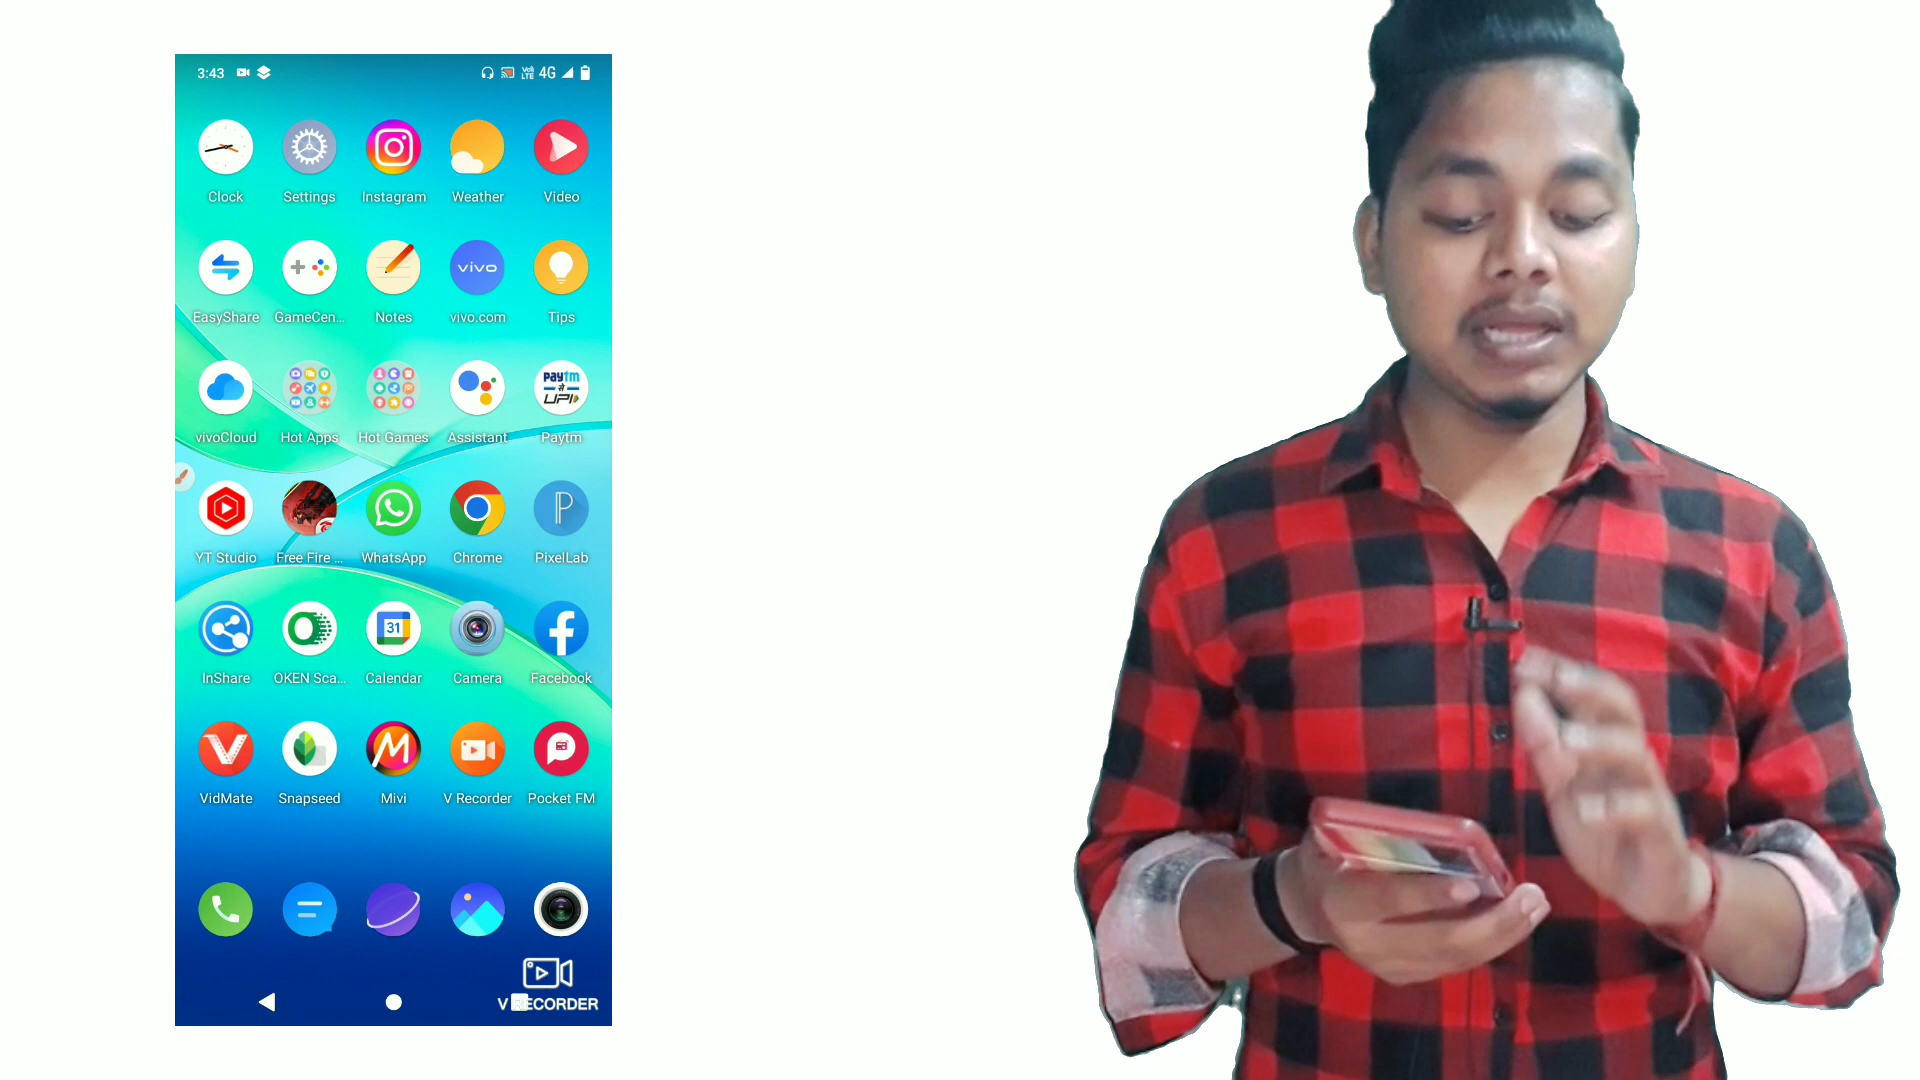 3:43 VoII LTE 4G
Clock Settings Instagram Weather Video
vivo
EasyShare GameCen... Notes vivo.com Tips
paytm
से
UPI
vivoCloud Hot Apps Hot Games Assistant Paytm
P
YT Studio Free Fire ... WhatsApp Chrome PixelLab
31
InShare OKEN Sca... Calendar Camera Facebook
VidMate Snapseed Mivi V Recorder Pocket FM
V RECORDER